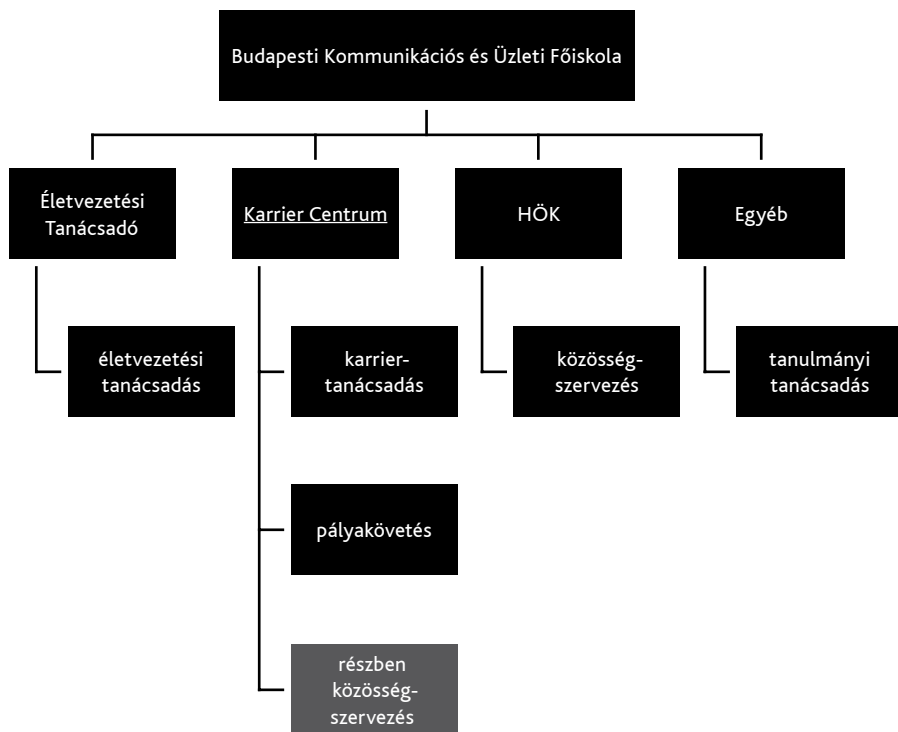 Budapesti Kommunikációs és Üzleti Főiskola
Életvezetési
Tanácsadó
Karrier Centrum
HÖK
Egyéb
életvezetési
tanácsadás
karrier-
tanácsadás
közösség-
szervezés
tanulmányi
tanácsadás
pályakövetés
részben
közösség-
szervezés